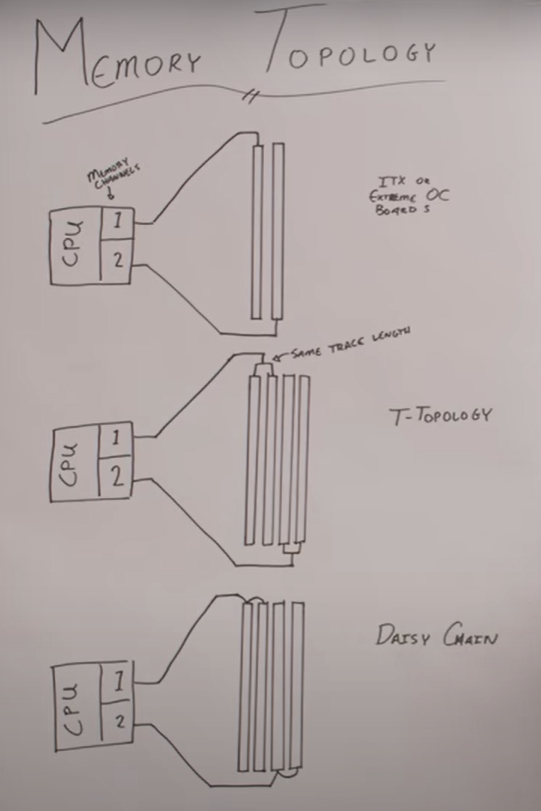 MEMORY TOPOLOGY
MEMORY
CHANNELS
CPU
1
2
ITX OR
EXTREME OC
BOARDS
SAME TRACE LENGTH
CPU
1
2
T-TOPOLOGY
CPU
1
2
DAISY CHAIN